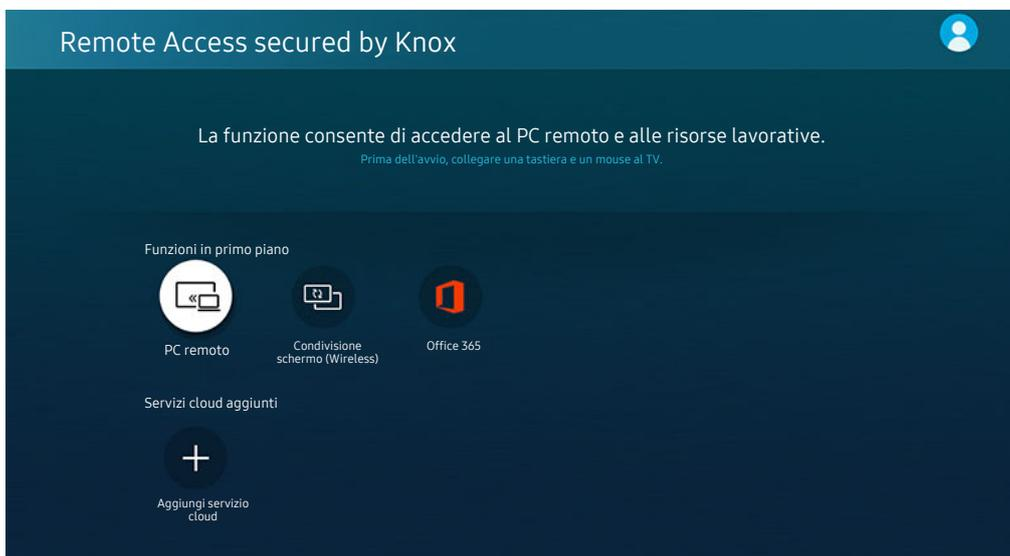 Remote Access secured by Knox
La funzione consente di accedere al PC remoto e alle risorse lavorative.
Prima dell'avvio, collegare una tastiera e un mouse al TV.
Funzioni in primo piano
PC remoto
Condivisione
schermo (Wireless)
Office 365
Servizi cloud aggiunti
Aggiungi servizio
cloud